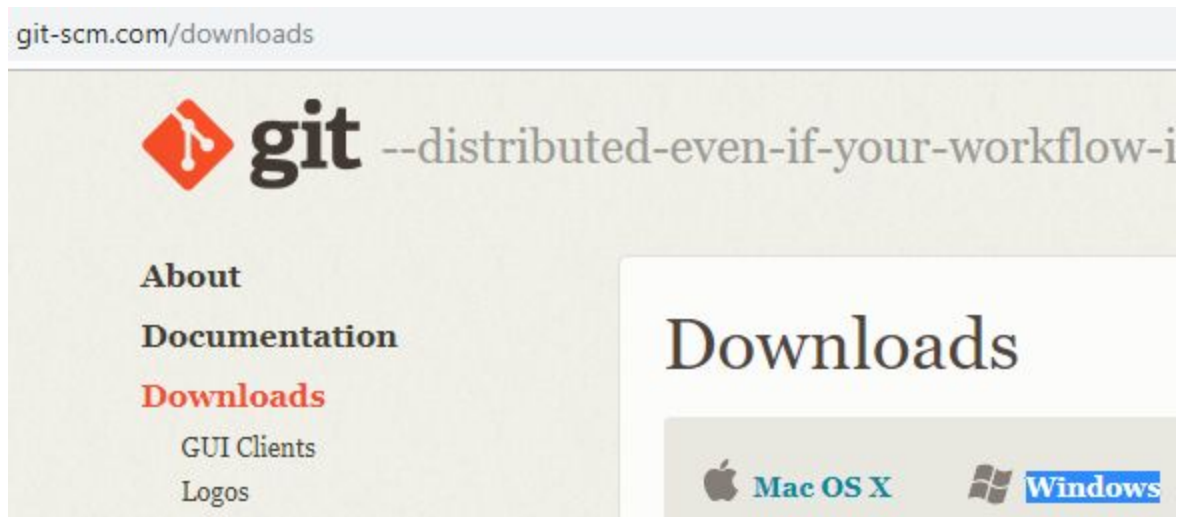 git-scm.com/downloads
git --distributed-even-if-your-workflow-i
About
Documentation
Downloads
GUI Clients
Logos
Downloads
Mac OS X Windows